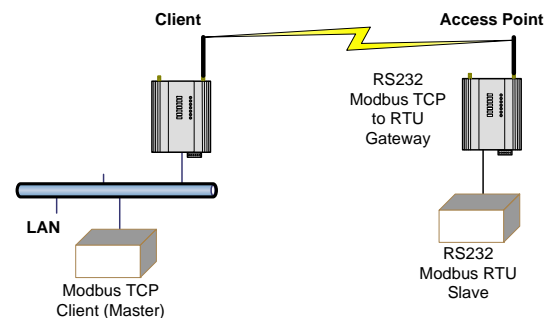 Client
Access Point
RS232
Modbus TCP
to RTU
Gateway
LAN
Modbus TCP
Client (Master)
RS232
Modbus RTU
Slave